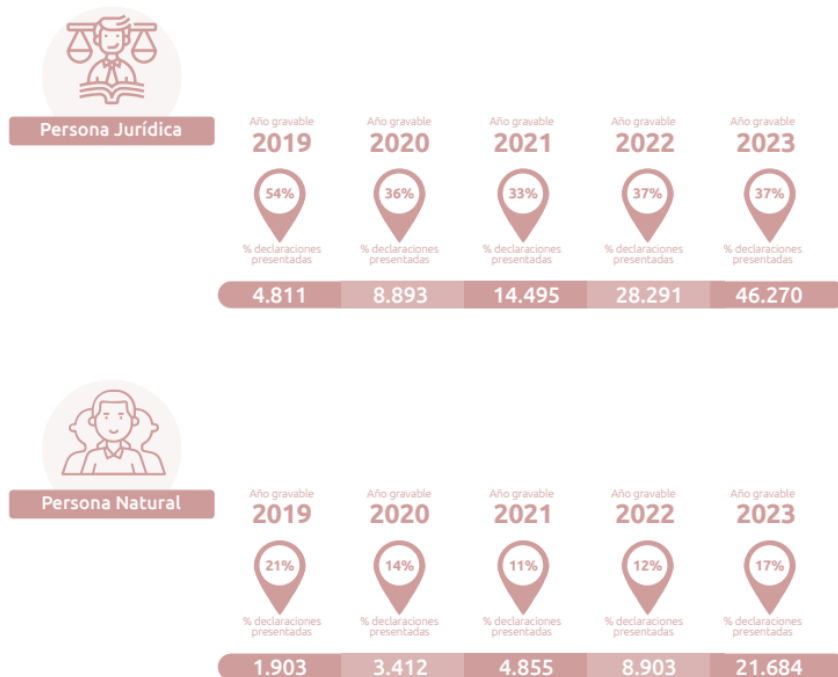 Persona Jurídica
Año gravable Año gravable Año gravable Año gravable Año gravable
2019 2020 2021 2022 2023
54% 36% 33% 37% 37%
% declaraciones % declaraciones % declaraciones % declaraciones % declaraciones
presentadas presentadas presentadas presentadas presentadas
4.811 8.893 14.495 28.291 46.270
Persona Natural
Año gravable Año gravable Año gravable Año gravable Año gravable
2019 2020 2021 2022 2023
21% 14% 11% 12% 17%
% declaraciones % declaraciones % declaraciones % declaraciones % declaraciones
presentadas presentadas presentadas presentadas presentadas
1.903 3.412 4.855 8.903 21.684